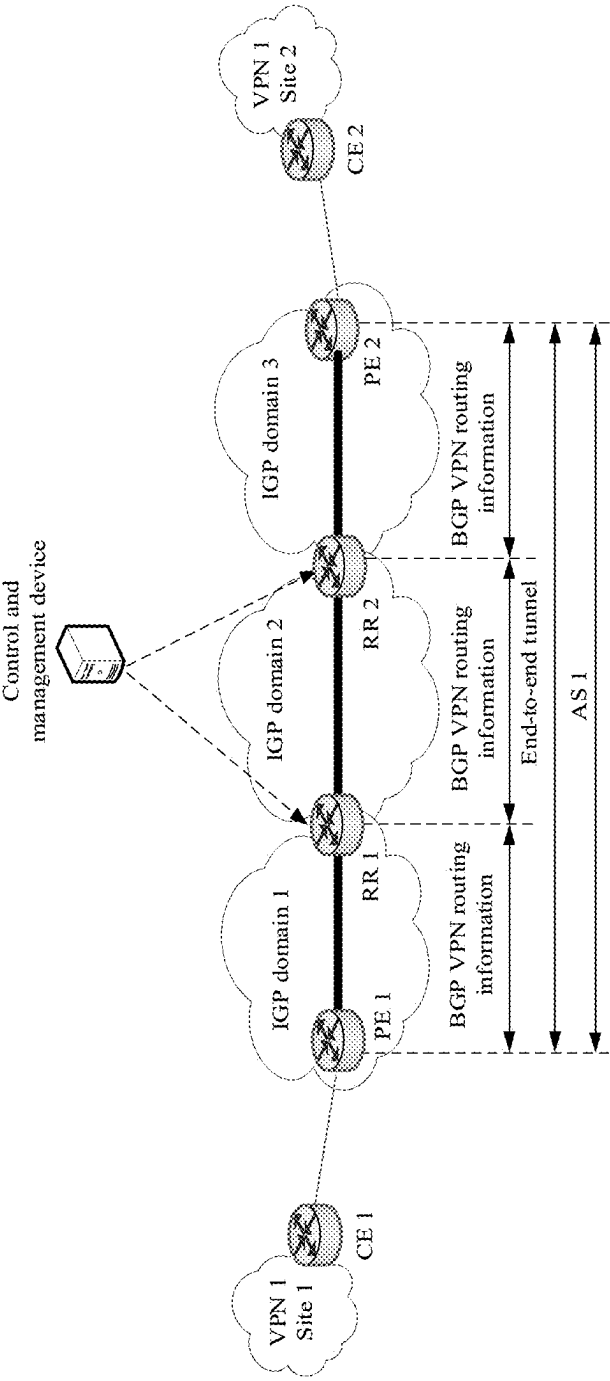 Control and
management device
VPN 1
Site 1
CE 1
IGP domain 1
PE 1
RR 1
IGP domain 2
RR 2
IGP domain 3
PE 2
CE 2
VPN 1
Site 2
BGP VPN routing
information
BGP VPN routing
information
BGP VPN routing
information
End-to-end tunnel
AS 1